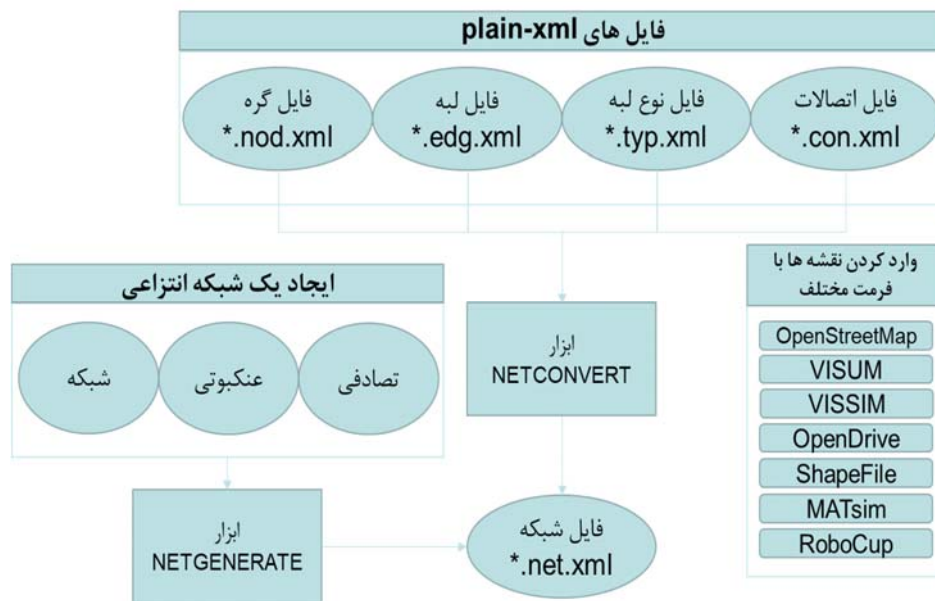 فایل های plain-xml
فایل گره
*.nod.xml
فایل لبه
*.edg.xml
فایل نوع لبه
*.typ.xml
فایل اتصالات
*.con.xml
ایجاد یک شبکه انتزاعی
شبکه
عنکبوتی
تصادفی
ابزار
NETCONVERT
وارد کردن نقشه ها با
فرمت مختلف
OpenStreetMap
VISUM
VISSIM
OpenDrive
ShapeFile
MATsim
RoboCup
ابزار
NETGENERATE
فایل شبکه
*.net.xml